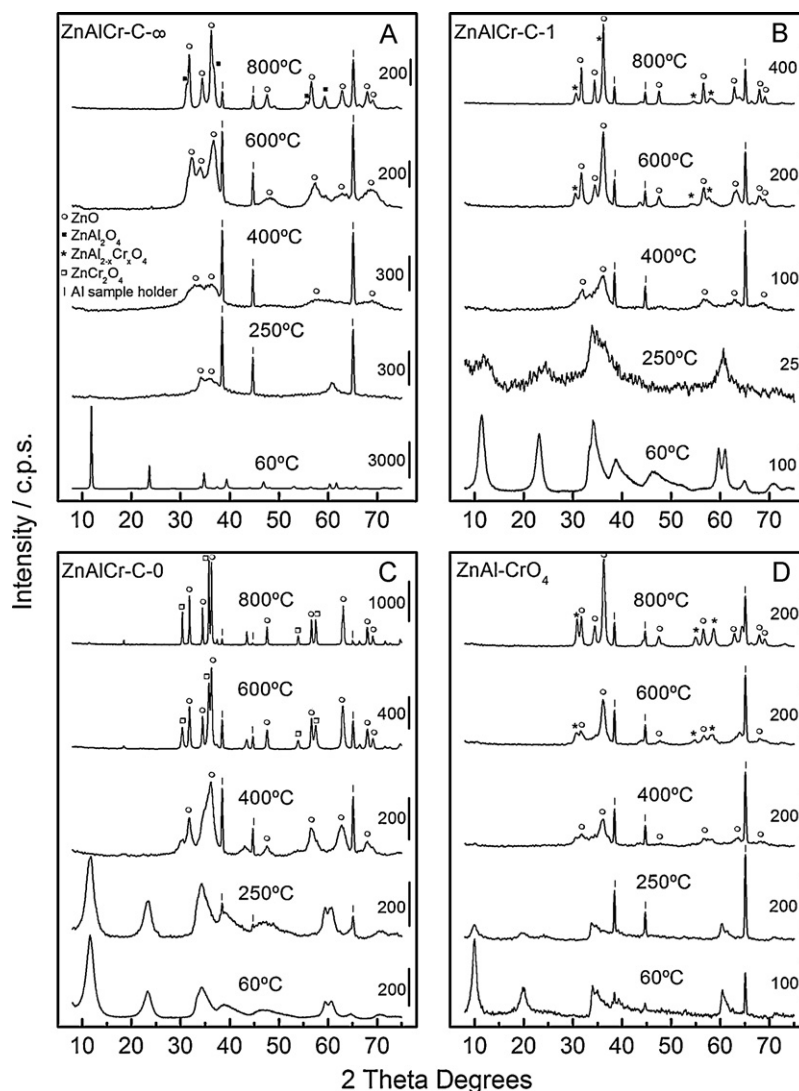 ZnAlCr-C-∞
A
800ºC
200
600ºC
200
ZnO
ZnAl2O4
ZnAl2-xCrxO4
ZnCr2O4
Al sample holder
400ºC
300
250ºC
300
60ºC
3000
10 20 30 40 50 60 70
ZnAlCr-C-1
B
800ºC
400
600ºC
200
400ºC
100
250ºC
25
60ºC
100
10 20 30 40 50 60 70
ZnAlCr-C-0
C
800ºC
1000
600ºC
400
400ºC
200
250ºC
200
60ºC
200
10 20 30 40 50 60 70
ZnAl-CrO4
D
800ºC
200
600ºC
200
400ºC
200
250ºC
200
60ºC
100
10 20 30 40 50 60 70
Intensity / c.p.s.
2 Theta Degrees